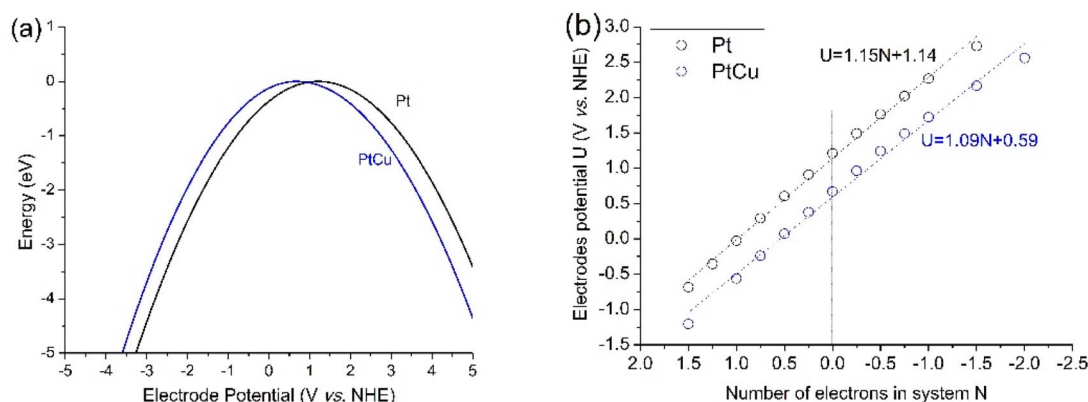 (a)
1
0
-1
-2
-3
-4
-5
Energy (eV)
Pt
PtCu
-5 -4 -3 -2 -1 0 1 2 3 4 5
Electrode Potential (V vs. NHE)
(b)
3.0
2.5
2.0
1.5
1.0
0.5
0.0
-0.5
-1.0
-1.5
Electrodes potential U (V vs. NHE)
Pt
PtCu
U=1.15N+1.14
U=1.09N+0.59
2.0 1.5 1.0 0.5 0.0 -0.5 -1.0 -1.5 -2.0 -2.5
Number of electrons in system N